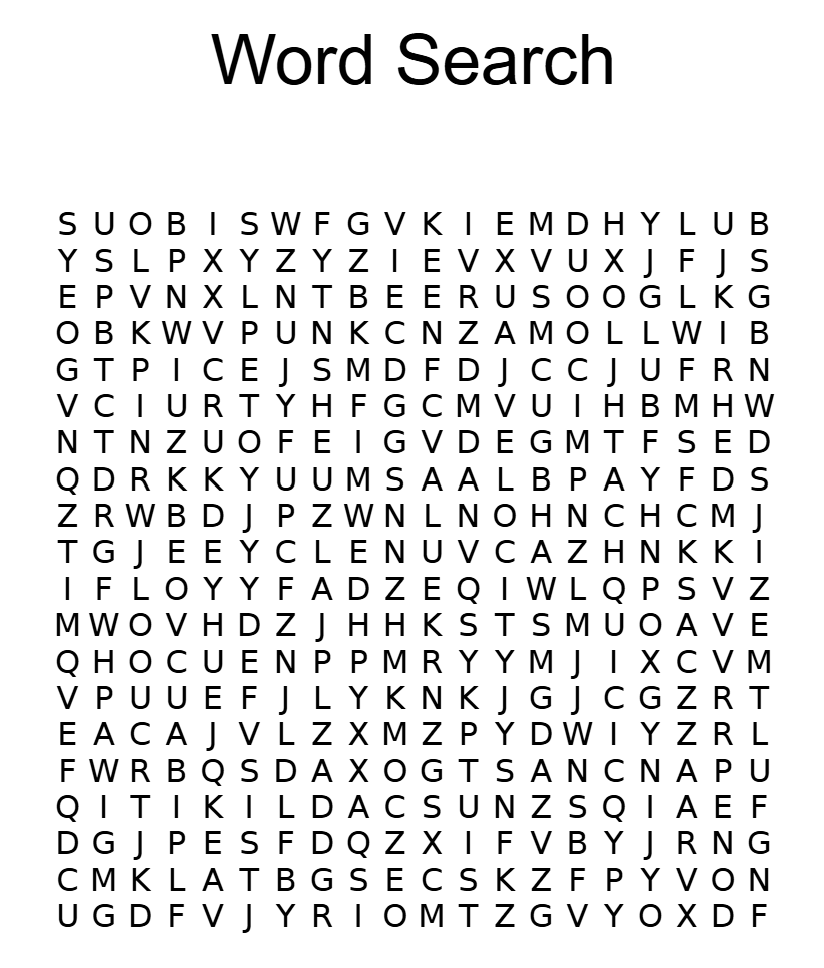 Word Search
S U O B I S W F G V K I E M D H Y L U B
Y S L P X Y Z Y Z I E V X V U X J F J S
E P V N X L N T B E E R U S O O G L K G
O B K W V P U N K C N Z A M O L L W I B
G T P I C E J S M D F D J C C J U F R N
V C I U R T Y H F G C M V U I H B M H W
N T N Z U O F E I G V D E G M T F S E D
Q D R K K Y U U M S A A L B P A Y F D S
Z R W B D J P Z W N L N O H N C H C M J
T G J E E Y C L E N U V C A Z H N K K I
I F L O Y Y F A D Z E Q I W L Q P S V Z
M W O V H D Z J H H K S T S M U O A V E
Q H O C U E N P P M R Y Y M J I X C V M
V P U U E F J L Y K N K J G J C G Z R T
E A C A J V L Z X M Z P Y D W I Y Z R L
F W R B Q S D A X O G T S A N C N A P U
Q I T I K I L D A C S U N Z S Q I A E F
D G J P E S F D Q Z X I F V B Y J R N G
C M K L A T B G S E C S K Z F P Y V O N
U G D F V J Y R I O M T Z G V Y O X D F